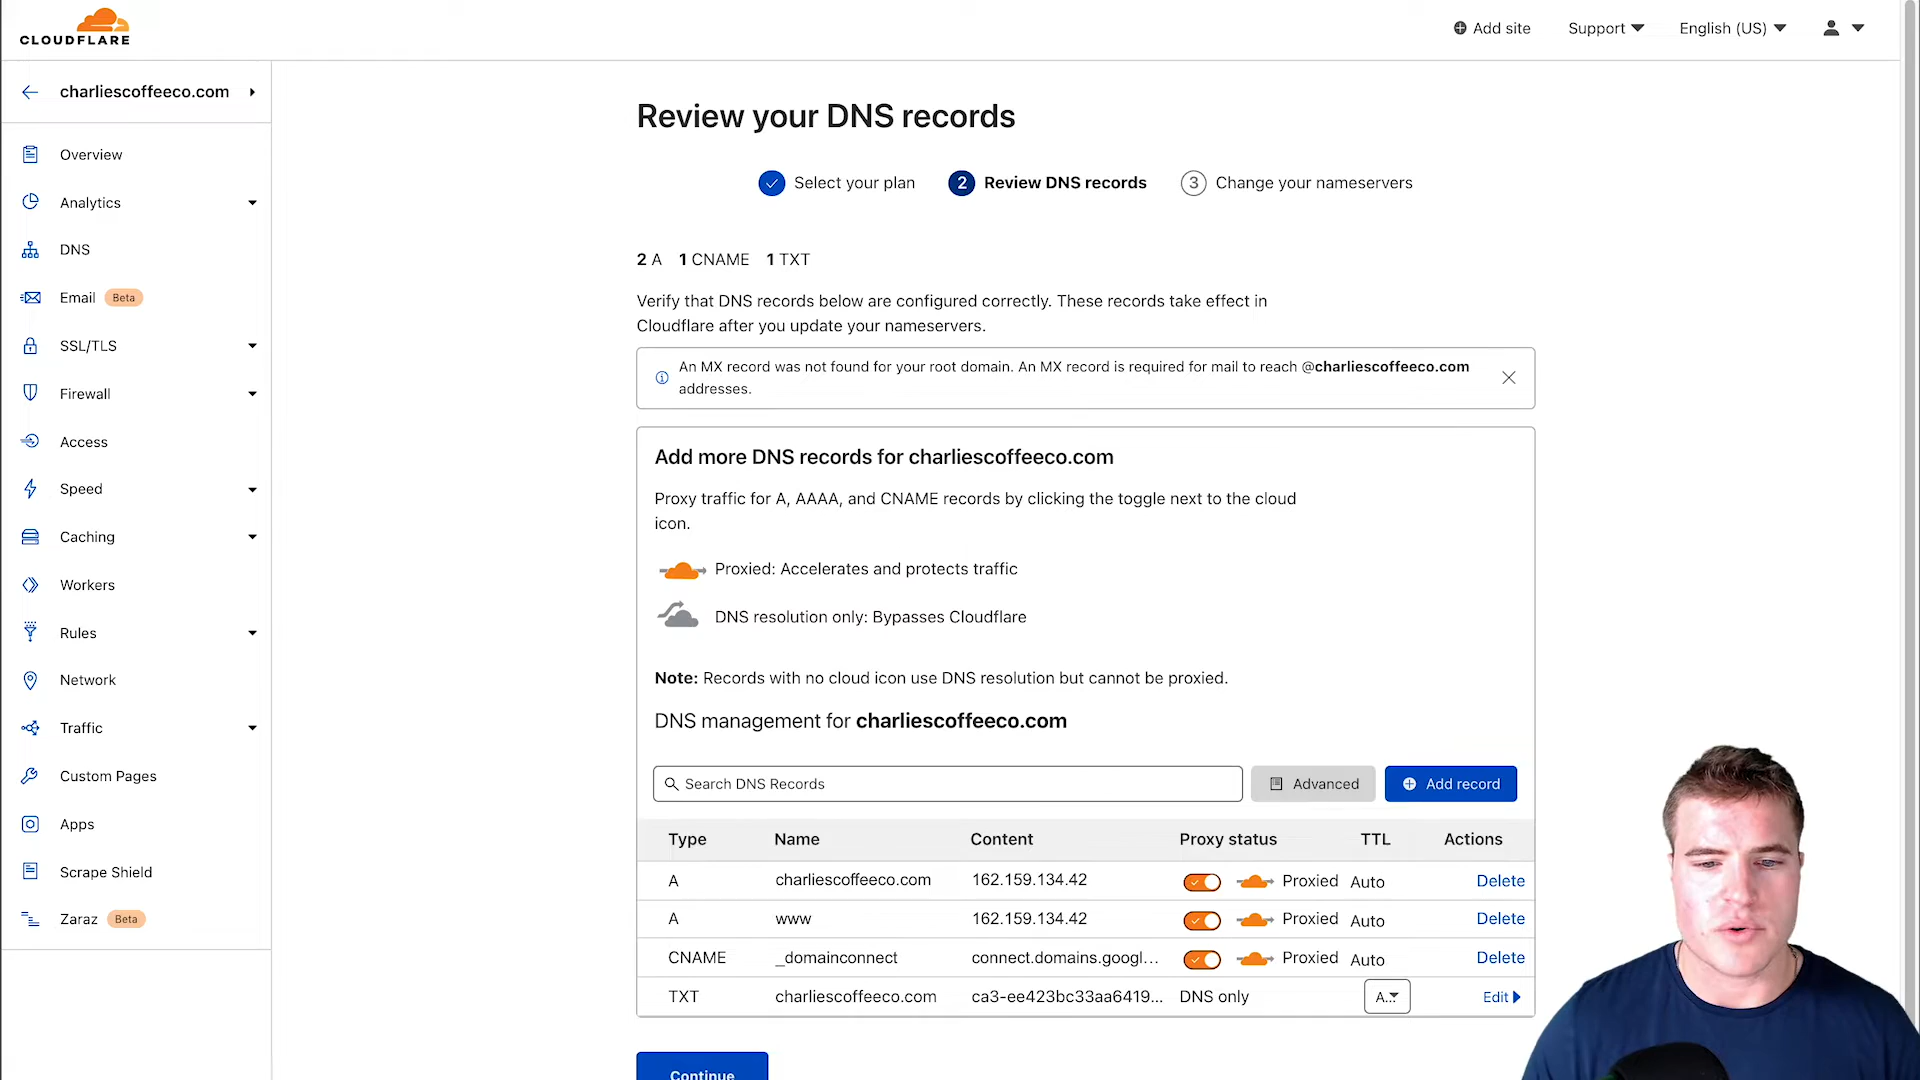 CLOUDFLARE
Add site
Support
English (US)
charliescoffeeco.com
Overview
Analytics
DNS
Email Beta
SSL/TLS
Firewall
Access
Speed
Caching
Workers
Rules
Network
Traffic
Custom Pages
Apps
Scrape Shield
Zaraz Beta
Review your DNS records
Select your plan
2 Review DNS records
3 Change your nameservers
2 A 1 CNAME 1 TXT
Verify that DNS records below are configured correctly. These records take effect in
Cloudflare after you update your nameservers.
An MX record was not found for your root domain. An MX record is required for mail to reach @charliescoffeeco.com
addresses.
Add more DNS records for charliescoffeeco.com
Proxy traffic for A, AAAA, and CNAME records by clicking the toggle next to the cloud
icon.
Proxied: Accelerates and protects traffic
DNS resolution only: Bypasses Cloudflare
Note: Records with no cloud icon use DNS resolution but cannot be proxied.
DNS management for charliescoffeeco.com
Search DNS Records
Advanced
Add record
Type Name Content Proxy status TTL Actions
A charliescoffeeco.com 162.159.134.42 Proxied Auto Delete
A www 162.159.134.42 Proxied Auto Delete
CNAME _domainconnect connect.domains.googl... Proxied Auto Delete
TXT charliescoffeeco.com ca3-ee423bc33aa6419... DNS only A... Edit
Continue